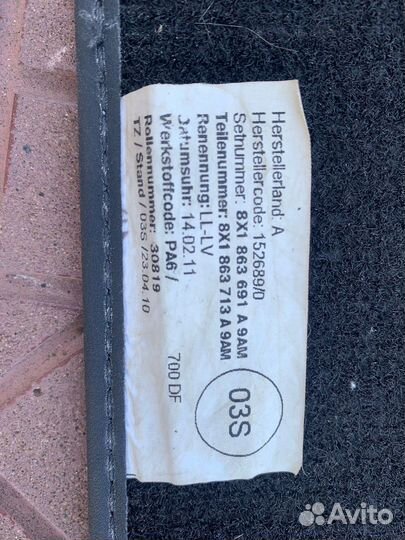 Herstellerland: A
Herstellercode: 152689/0
Setnummer: 8X1 863 691 A 9AM
Teilenummer: 8X1 863 713 A 9AM
Benennung: LL-LV
Datumsuhr: 14.02.11
Werkstoffcode: PA6 / 700 DF
Rollennummer: 30819
TZ / Stand / 03S / 23.04.10
03S
Avito